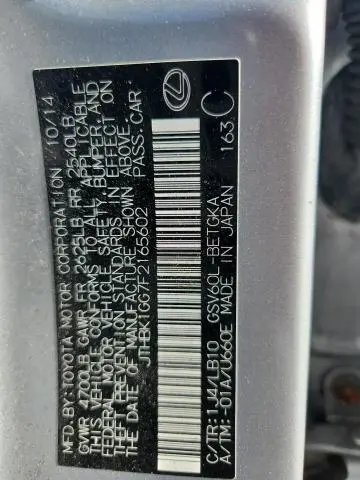 MFD. BY: TOYOTA MOTOR CORPORATION 10/14
GVWR 4700LB GAWR FR 2625LB RR 2540LB
THIS VEHICLE CONFORMS TO ALL APPLICABLE
FEDERAL MOTOR VEHICLE SAFETY, BUMPER, AND
THEFT PREVENTION STANDARDS IN EFFECT ON
THE DATE OF MANUFACTURE SHOWN ABOVE.
JTHBK1GG7F2165602 PASS.CAR
C/TR: 1J4/LB10 GSV60L-BETGKA
A/TM: -01A/U660E MADE IN JAPAN 163
C